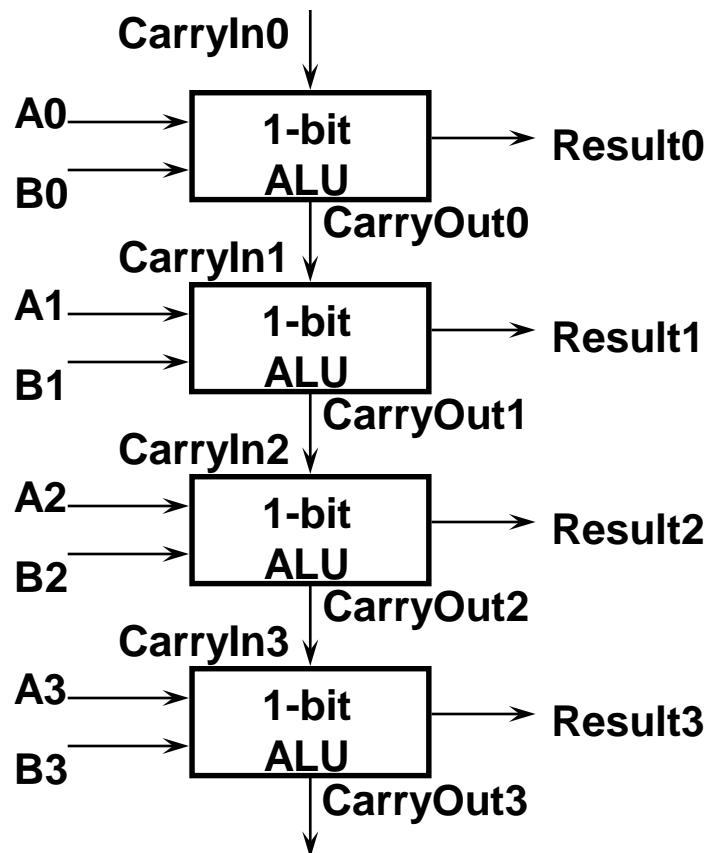 CarryIn0
A0
1-bit
Result0
B0
ALU
CarryOut0
CarryIn1
A1
1-bit
Result1
B1
ALU
CarryOut1
CarryIn2
A2
1-bit
Result2
B2
ALU
CarryOut2
CarryIn3
A3
1-bit
Result3
B3
ALU
CarryOut3